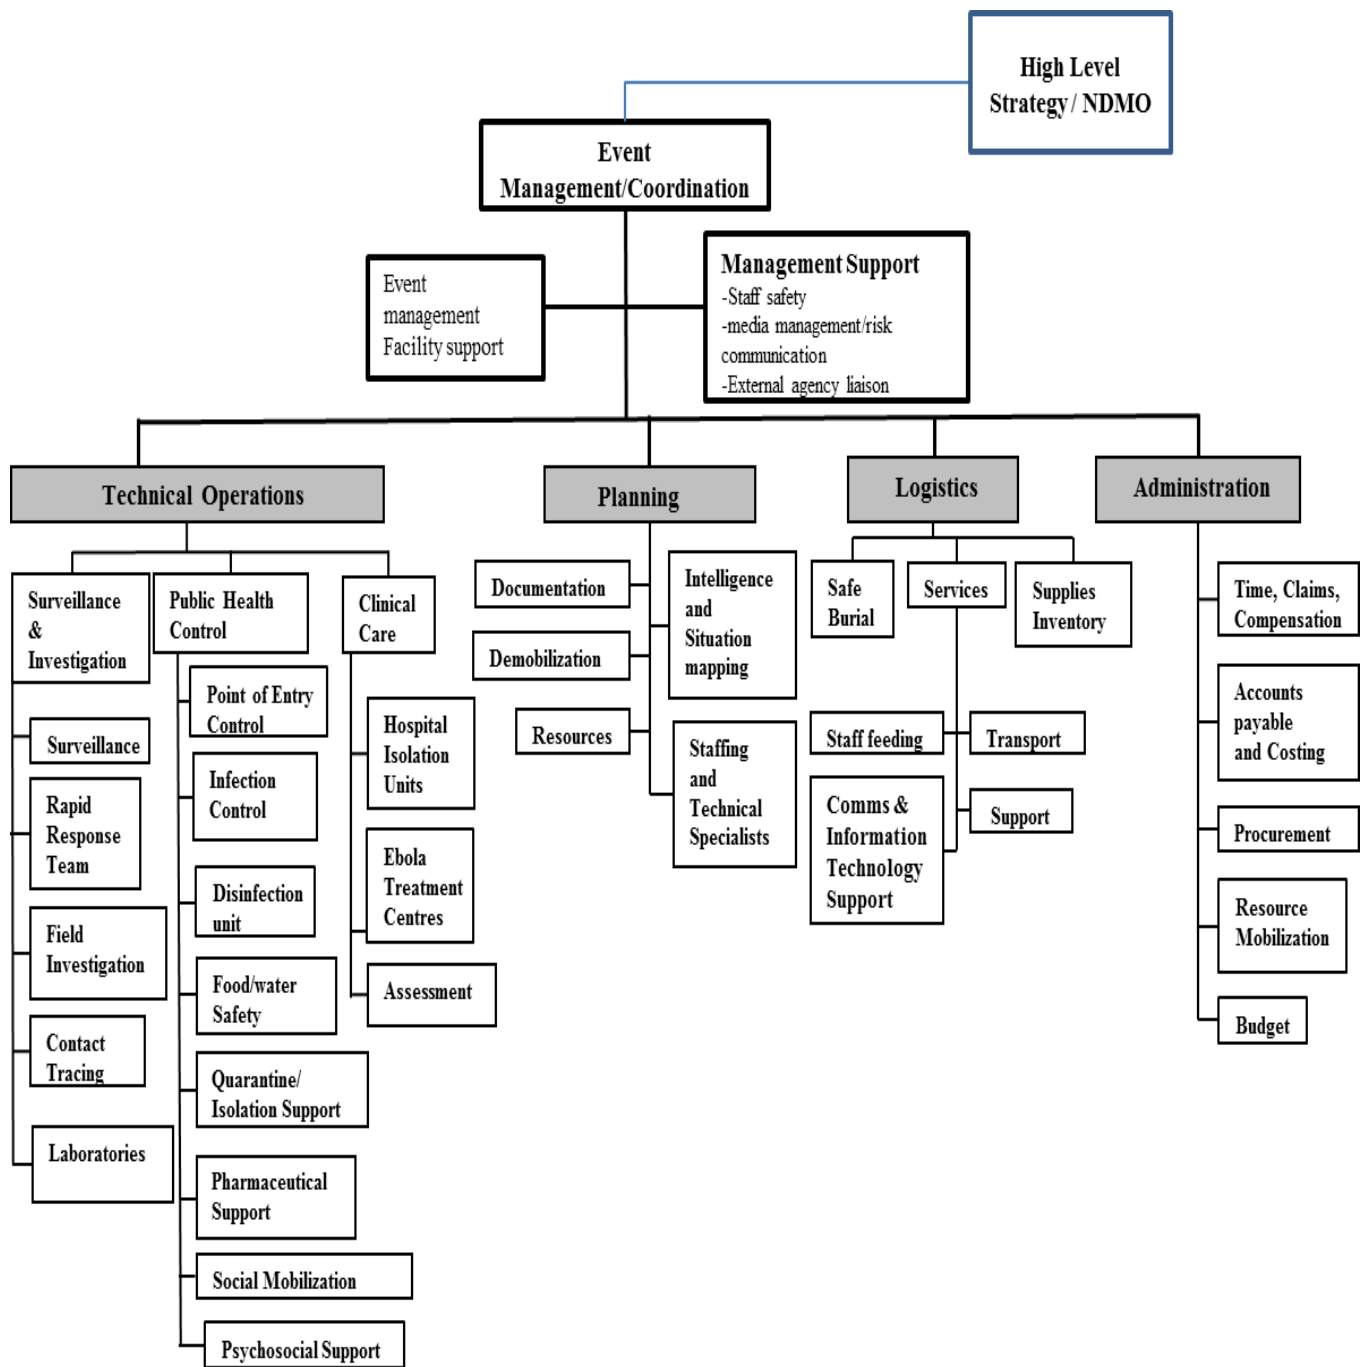 High Level
Strategy / NDMO
Event
Management/Coordination
Event
management
Facility support
Management Support
-Staff safety
-media management/risk
communication
-External agency liaison
Technical Operations
Planning
Logistics
Administration
Surveillance
&
Investigation
Public Health
Control
Clinical
Care
Surveillance
Rapid
Response
Team
Field
Investigation
Contact
Tracing
Laboratories
Point of Entry
Control
Infection
Control
Disinfection
unit
Food/water
Safety
Quarantine/
Isolation Support
Pharmaceutical
Support
Social Mobilization
Psychosocial Support
Hospital
Isolation
Units
Ebola
Treatment
Centres
Assessment
Documentation
Demobilization
Resources
Intelligence
and
Situation
mapping
Staffing
and
Technical
Specialists
Safe
Burial
Services
Supplies
Inventory
Staff feeding
Transport
Comms &
Information
Technology
Support
Support
Time, Claims,
Compensation
Accounts
payable
and Costing
Procurement
Resource
Mobilization
Budget